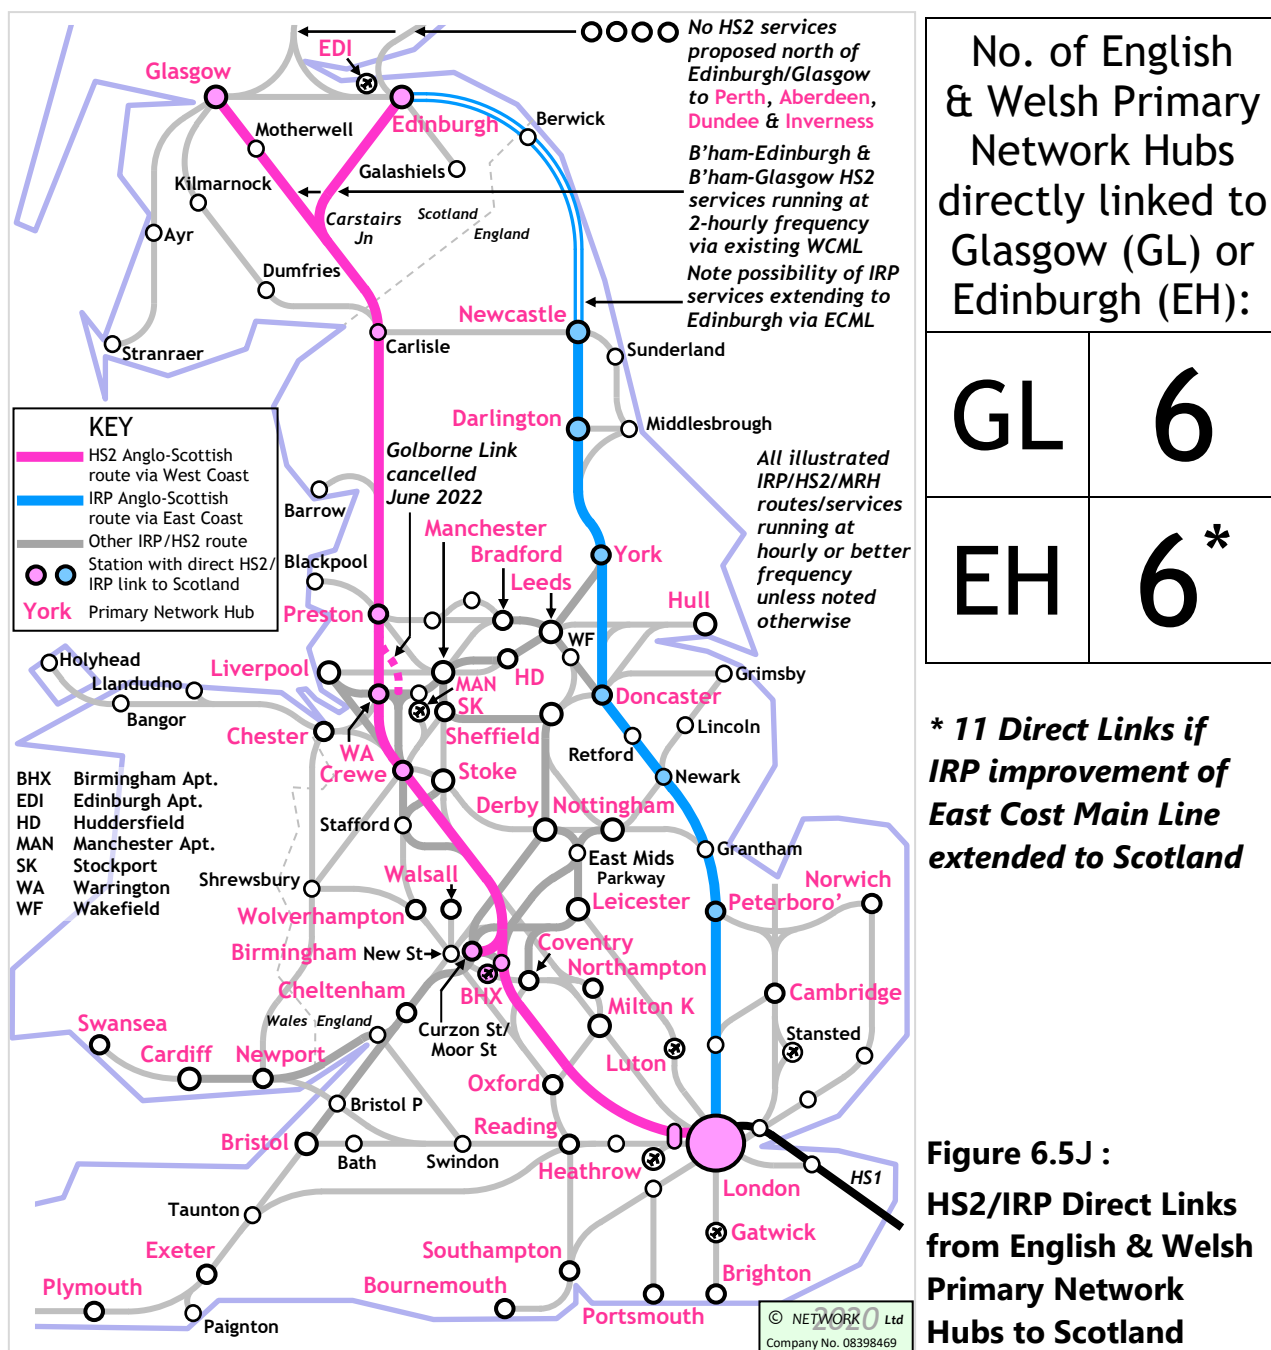 No HS2 services
proposed north of
Edinburgh/Glasgow
to Perth, Aberdeen,
Dundee & Inverness
EDI
Glasgow
Edinburgh
Berwick
Motherwell
Galashiels
B'ham-Edinburgh &
B'ham-Glasgow HS2
services running at
2-hourly frequency
via existing WCML
Kilmarnock
Carstairs
Jn
Scotland
England
Ayr
Dumfries
Note possibility of IRP
services extending to
Edinburgh via ECML
Newcastle
Stranraer
Carlisle
Sunderland
KEY
HS2 Anglo-Scottish
route via West Coast
IRP Anglo-Scottish
route via East Coast
Other IRP/HS2 route
Station with direct HS2/
IRP link to Scotland
York Primary Network Hub
Darlington
Middlesbrough
Golborne Link
cancelled
June 2022
All illustrated
IRP/HS2/MRH
routes/services
running at
hourly or better
frequency
unless noted
otherwise
Barrow
Manchester
Bradford
York
Blackpool
Leeds
Hull
Preston
WF
Holyhead
Liverpool
Llandudno
MAN
HD
Grimsby
Bangor
SK
Doncaster
Chester
Sheffield
Lincoln
WA
Retford
Crewe
Stoke
Newark
BHX Birmingham Apt.
EDI Edinburgh Apt.
HD Huddersfield
MAN Manchester Apt.
SK Stockport
WA Warrington
WF Wakefield
Derby
Nottingham
Stafford
Grantham
East Mids
Parkway
Shrewsbury
Walsall
Norwich
Wolverhampton
Leicester
Peterboro'
Birmingham
New St
Coventry
Northampton
BHX
Cheltenham
Milton K
Cambridge
Swansea
Wales England
Curzon St/
Moor St
Stansted
Cardiff
Newport
Luton
Oxford
Bristol P
Reading
Bristol
Bath
Swindon
Heathrow
London
HS1
Taunton
Gatwick
Exeter
Southampton
Plymouth
Bournemouth
Brighton
Portsmouth
Paignton
© NETWORK 2020 Ltd
Company No. 08398469
No. of English
& Welsh Primary
Network Hubs
directly linked to
Glasgow (GL) or
Edinburgh (EH):
GL 6
EH 6*
* 11 Direct Links if
IRP improvement of
East Cost Main Line
extended to Scotland
Figure 6.5J :
HS2/IRP Direct Links
from English & Welsh
Primary Network
Hubs to Scotland